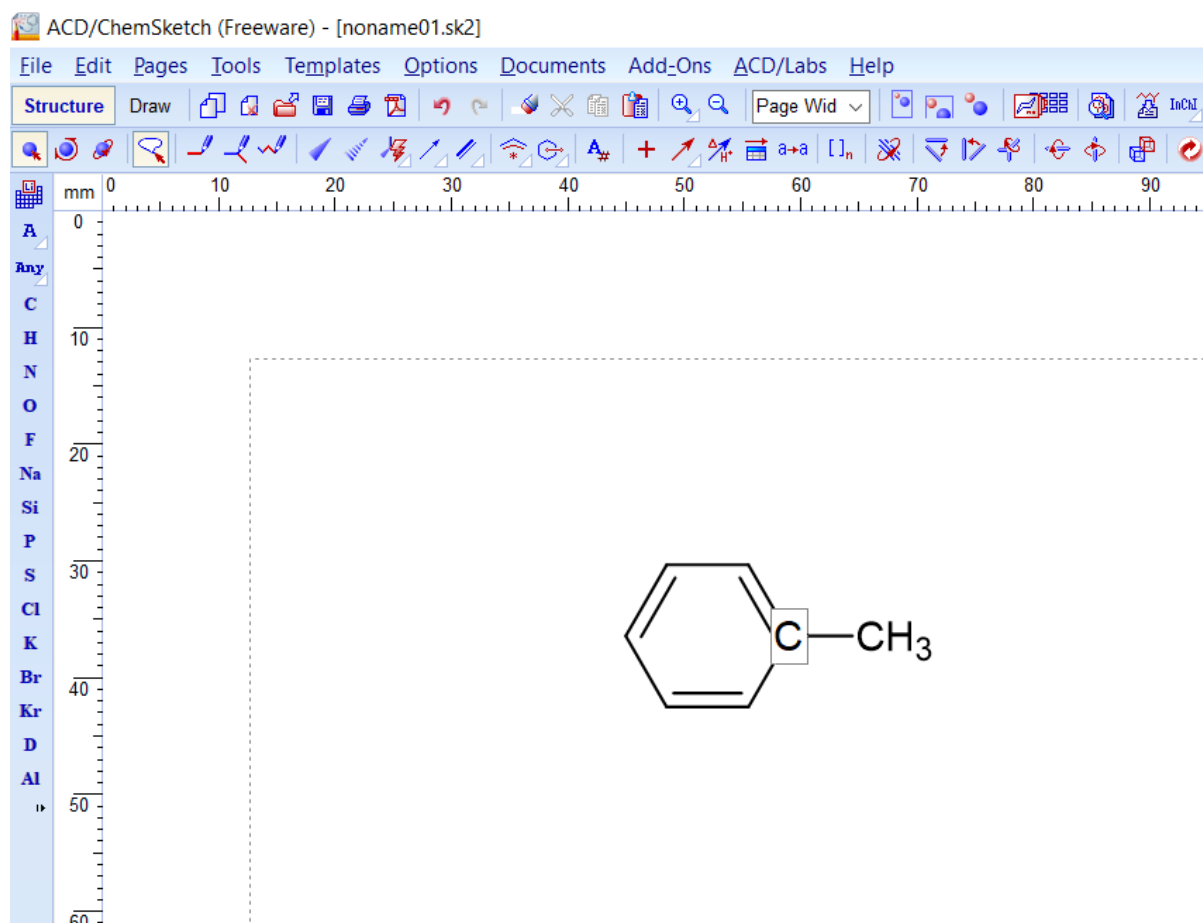 ACD/ChemSketch (Freeware) - [noname01.sk2]
File Edit Pages Tools Templates Options Documents Add-Ons ACD/Labs Help
Structure Draw Page Wid InChI
A# + a→a [ ]n
Li mm 0 10 20 30 40 50 60 70 80 90
0
A
Any
C
H 10
N
O
F 20
Na
Si
P
S 30
Cl
K C CH3
Br 40
Kr
D
Al
50
60